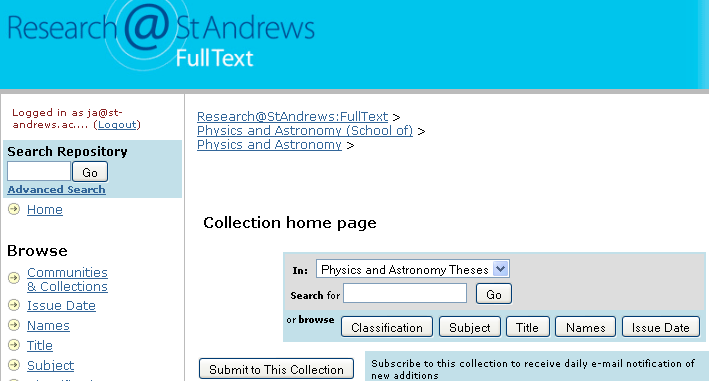 Research@StAndrews
FullText
Logged in as ja@st-
andrews.ac.... (Logout)
Search Repository
Go
Advanced Search
Home
Browse
Communities
& Collections
Issue Date
Names
Title
Subject
Research@StAndrews:FullText >
Physics and Astronomy (School of) >
Physics and Astronomy >
Collection home page
In: Physics and Astronomy Theses
Search for Go
or browse Classification Subject Title Names Issue Date
Submit to This Collection
Subscribe to this collection to receive daily e-mail notification of
new additions